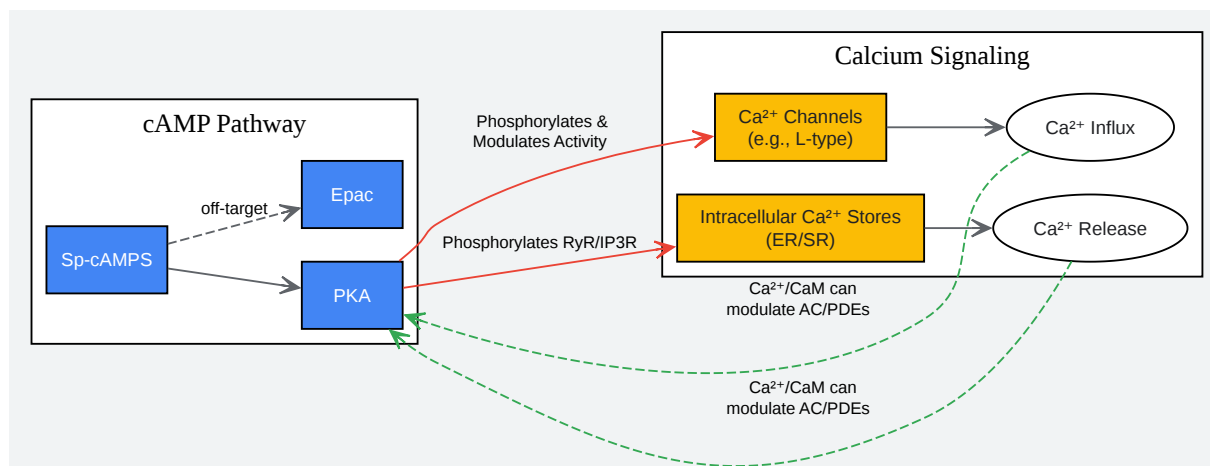 cAMP Pathway
Epac
off-target
Sp-cAMPS
PKA
Phosphorylates &
Modulates Activity
Phosphorylates RyR/IP3R
Calcium Signaling
Ca²⁺ Channels
(e.g., L-type)
Ca²⁺ Influx
Intracellular Ca²⁺ Stores
(ER/SR)
Ca²⁺ Release
Ca²⁺/CaM can
modulate AC/PDEs
Ca²⁺/CaM can
modulate AC/PDEs